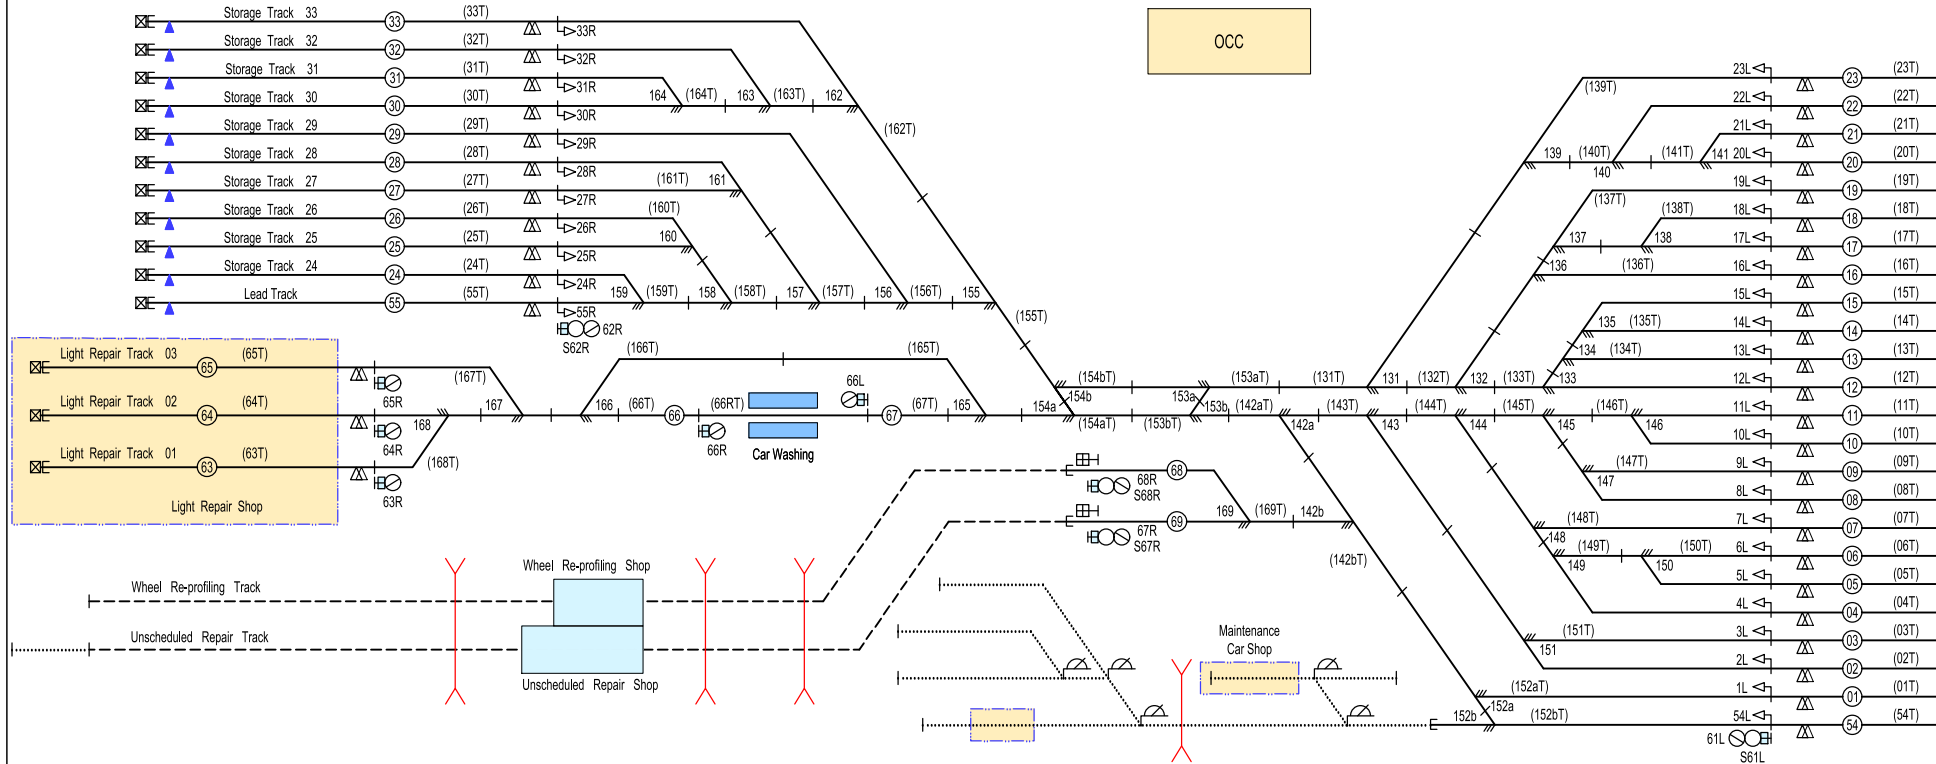 Storage Track 33 33 (33T) 33R
Storage Track 32 32 (32T) 32R
Storage Track 31 31 (31T) 31R
Storage Track 30 30 (30T) 30R
164 (164T) 163 (163T) 162
Storage Track 29 29 (29T) 29R
(162T)
Storage Track 28 28 (28T) 28R
Storage Track 27 27 (27T) 27R
(161T) 161
Storage Track 26 26 (26T) 26R
(160T)
Storage Track 25 25 (25T) 25R
160
Storage Track 24 24 (24T) 24R
Lead Track 55 (55T) 55R
159 (159T) 158 (158T) 157 (157T) 156 (156T) 155
62R
S62R
(155T)
OCC
Light Repair Track 03 65 (65T)
65R
(167T)
Light Repair Track 02 64 (64T)
64R
168 167
Light Repair Track 01 63 (63T)
63R
(168T)
Light Repair Shop
(166T) (165T)
166 (66T) 66 (66RT) 66L 67 (67T) 165
66R
Car Washing
154a 154b
(154bT) 153a (153aT) (131T) 131 (132T) 132 (133T) 133
(154aT) (153bT) 153b (142aT) 142a (143T) 143 (144T) 144 (145T) 145 (146T) 146
68R 68
S68R
67R 69
S67R
169 (169T) 142b
(142bT)
Wheel Re-profiling Track
Wheel Re-profiling Shop
Unscheduled Repair Track
Unscheduled Repair Shop
Maintenance
Car Shop
(139T) 23L 23 (23T)
22L 22 (22T)
21L 21 (21T)
139 (140T) 140 (141T) 141 20L 20 (20T)
(137T) 19L 19 (19T)
(138T) 18L 18 (18T)
137 138 17L 17 (17T)
136 (136T) 16L 16 (16T)
15L 15 (15T)
135 (135T) 14L 14 (14T)
134 (134T) 13L 13 (13T)
12L 12 (12T)
11L 11 (11T)
10L 10 (10T)
(147T) 9L 09 (09T)
147 8L 08 (08T)
(148T) 7L 07 (07T)
148
(149T) (150T) 6L 06 (06T)
149 150 5L 05 (05T)
4L 04 (04T)
(151T) 3L 03 (03T)
151
2L 02 (02T)
(152aT) 1L 01 (01T)
152b 152a (152bT) 54L 54 (54T)
61L
S61L